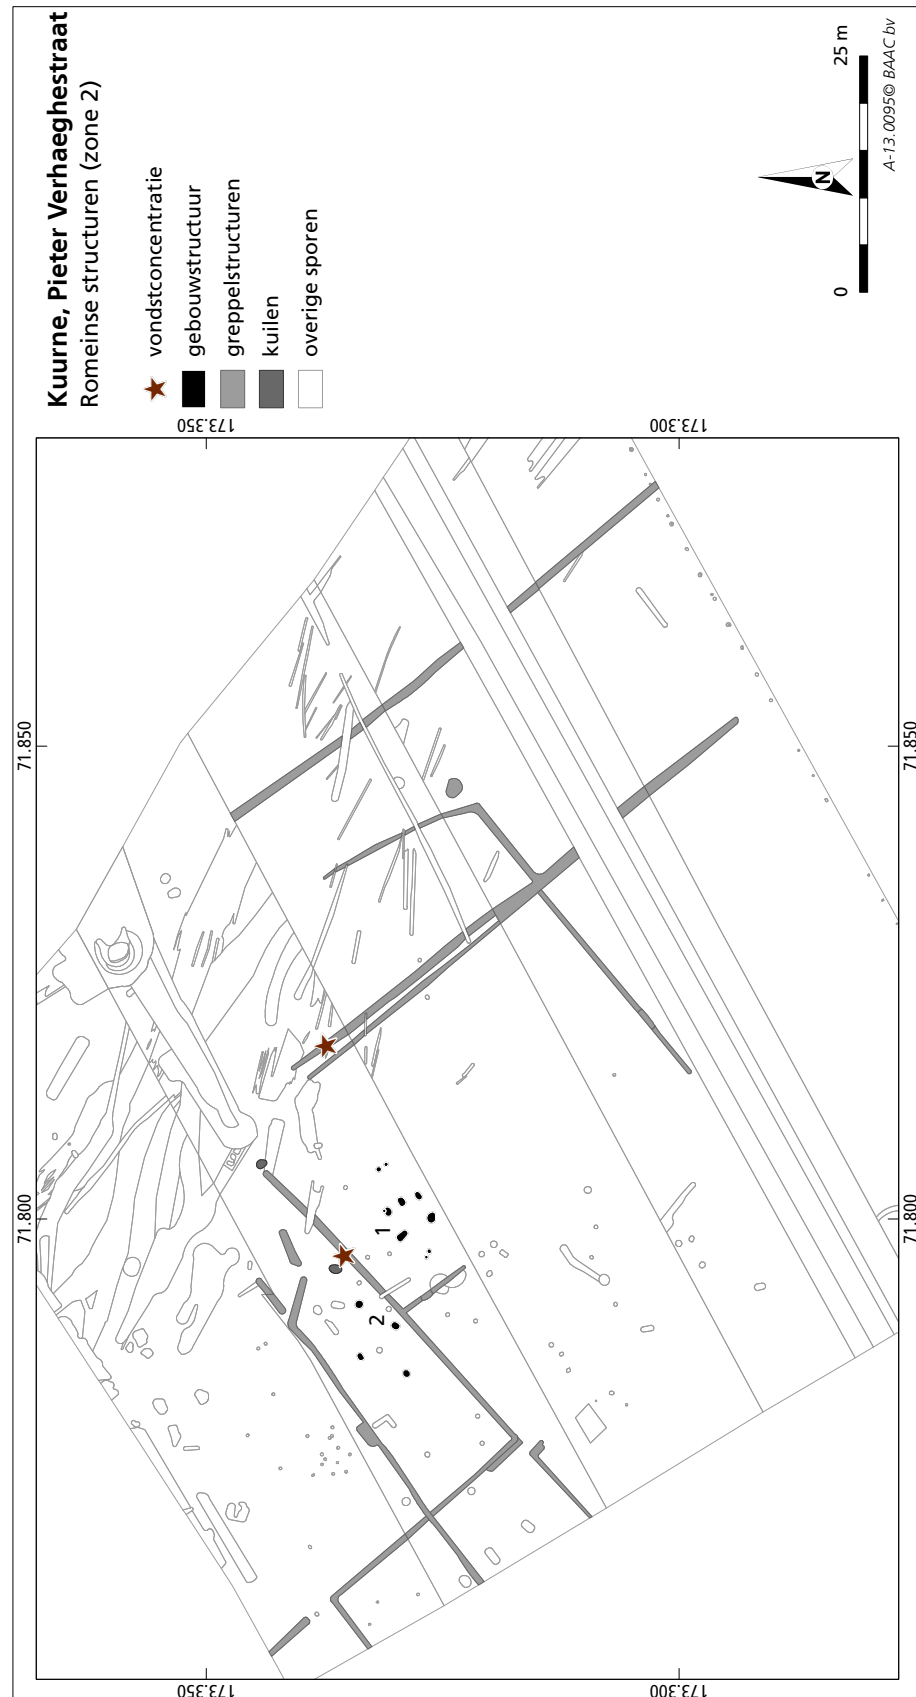 Kuurne, Pieter Verhaeghestraat
Romeinse structuren (zone 2)
vondstconcentratie
gebouwstructuur
greppelstructuren
kuilen
overige sporen
0
25 m
N
A-13.0095© BAAC bv
173.350
173.300
71.850
71.850
71.800
71.800
1
2
173.350
173.300